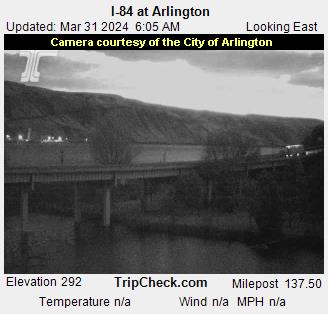 I-84 at Arlington
Updated: Mar 31 2024 6:05 AM Looking East
Camera courtesy of the City of Arlington
Elevation 292 TripCheck.com Milepost 137.50
Temperature n/a Wind n/a MPH n/a